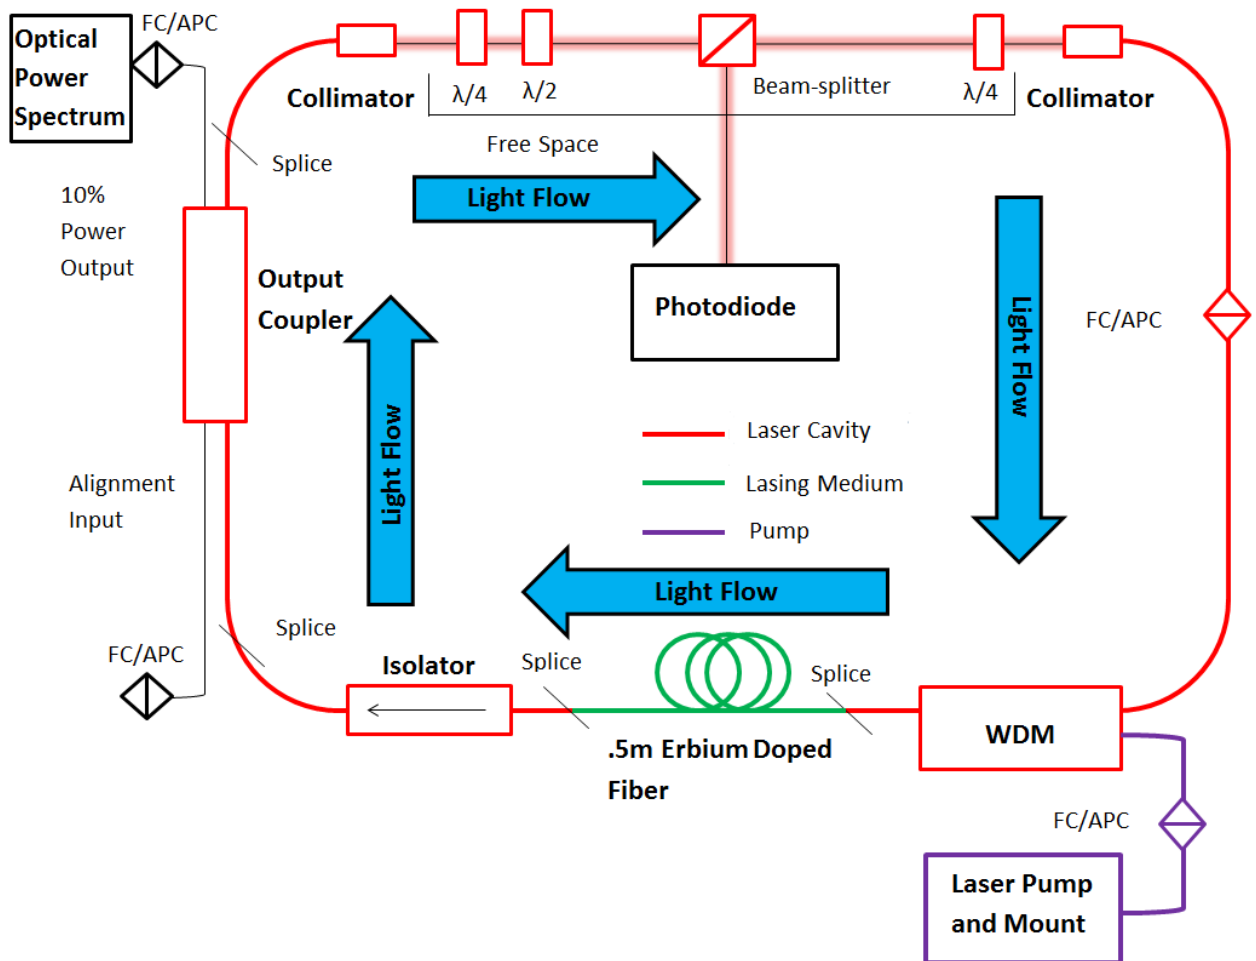 FC/APC
Optical
Power
Spectrum
Collimator
λ/4
λ/2
Beam-splitter
λ/4
Collimator
Splice
Free Space
10%
Power
Output
Light Flow
Output
Coupler
Photodiode
Light Flow
FC/APC
Light Flow
Laser Cavity
Lasing Medium
Pump
Alignment
Input
Light Flow
Splice
FC/APC
Isolator
Splice
Splice
WDM
.5m Erbium Doped
Fiber
FC/APC
Laser Pump
and Mount